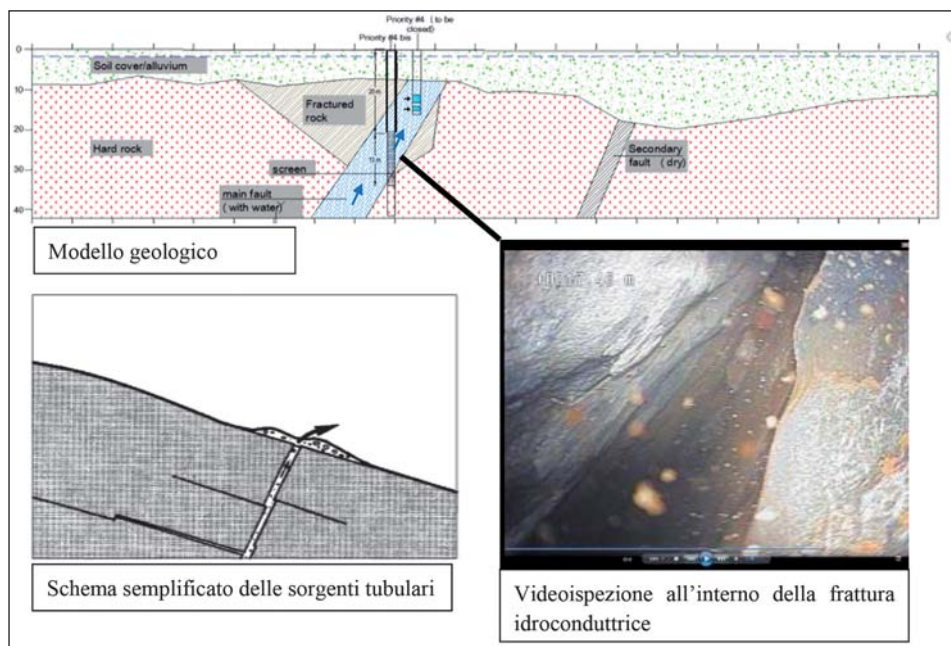 Priority #4 ( to be
closed)
Priority #4 bis
0
Soil cover/alluvium
10
20 m
Fractured
rock
20
Hard rock
Secondary
fault ( dry)
screen
30
main fault
(with water)
40
Modello geologico
Schema semplificato delle sorgenti tubulari
Videoispezione all'interno della frattura
idroconduttrice